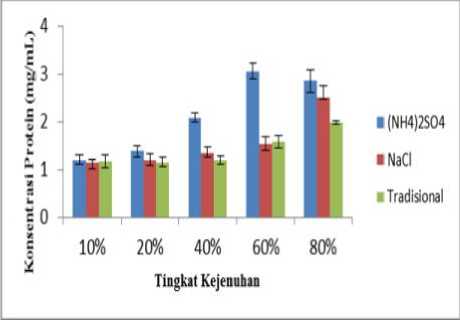 Konsentrasi Protein (mg/mL)
4
3
2
1
0
10% 20% 40% 60% 80%
Tingkat Kejenuhan
(NH4)2SO4
NaCl
Tradisional